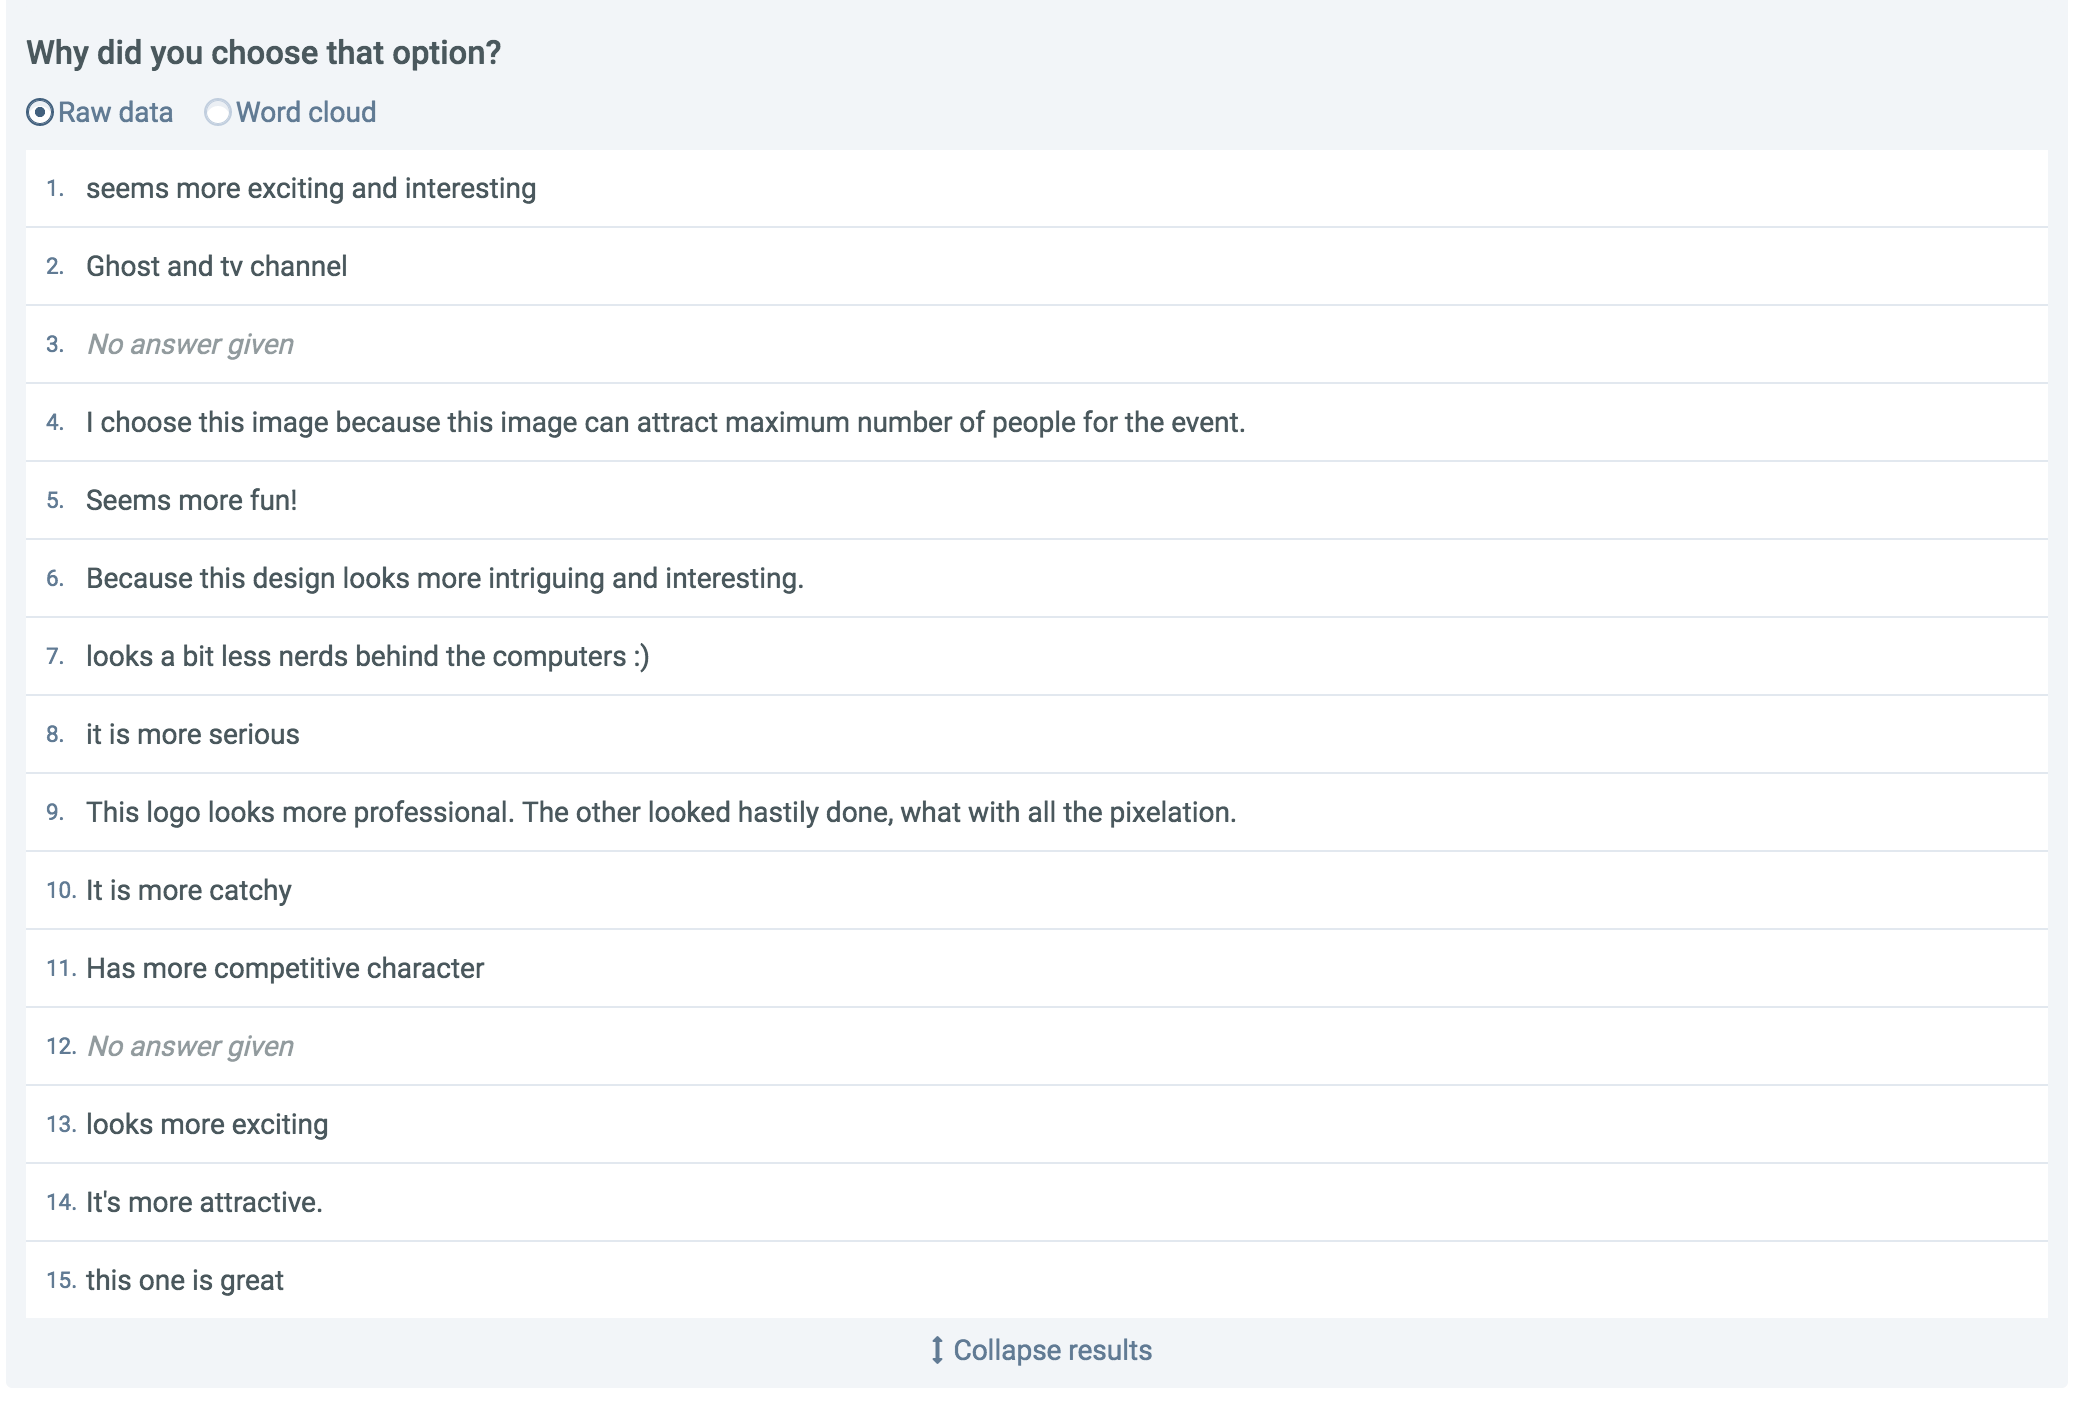 Why did you choose that option?
Raw data Word cloud
1. seems more exciting and interesting
2. Ghost and tv channel
3. No answer given
4. I choose this image because this image can attract maximum number of people for the event.
5. Seems more fun!
6. Because this design looks more intriguing and interesting.
7. looks a bit less nerds behind the computers :)
8. it is more serious
9. This logo looks more professional. The other looked hastily done, what with all the pixelation.
10. It is more catchy
11. Has more competitive character
12. No answer given
13. looks more exciting
14. It's more attractive.
15. this one is great
Collapse results